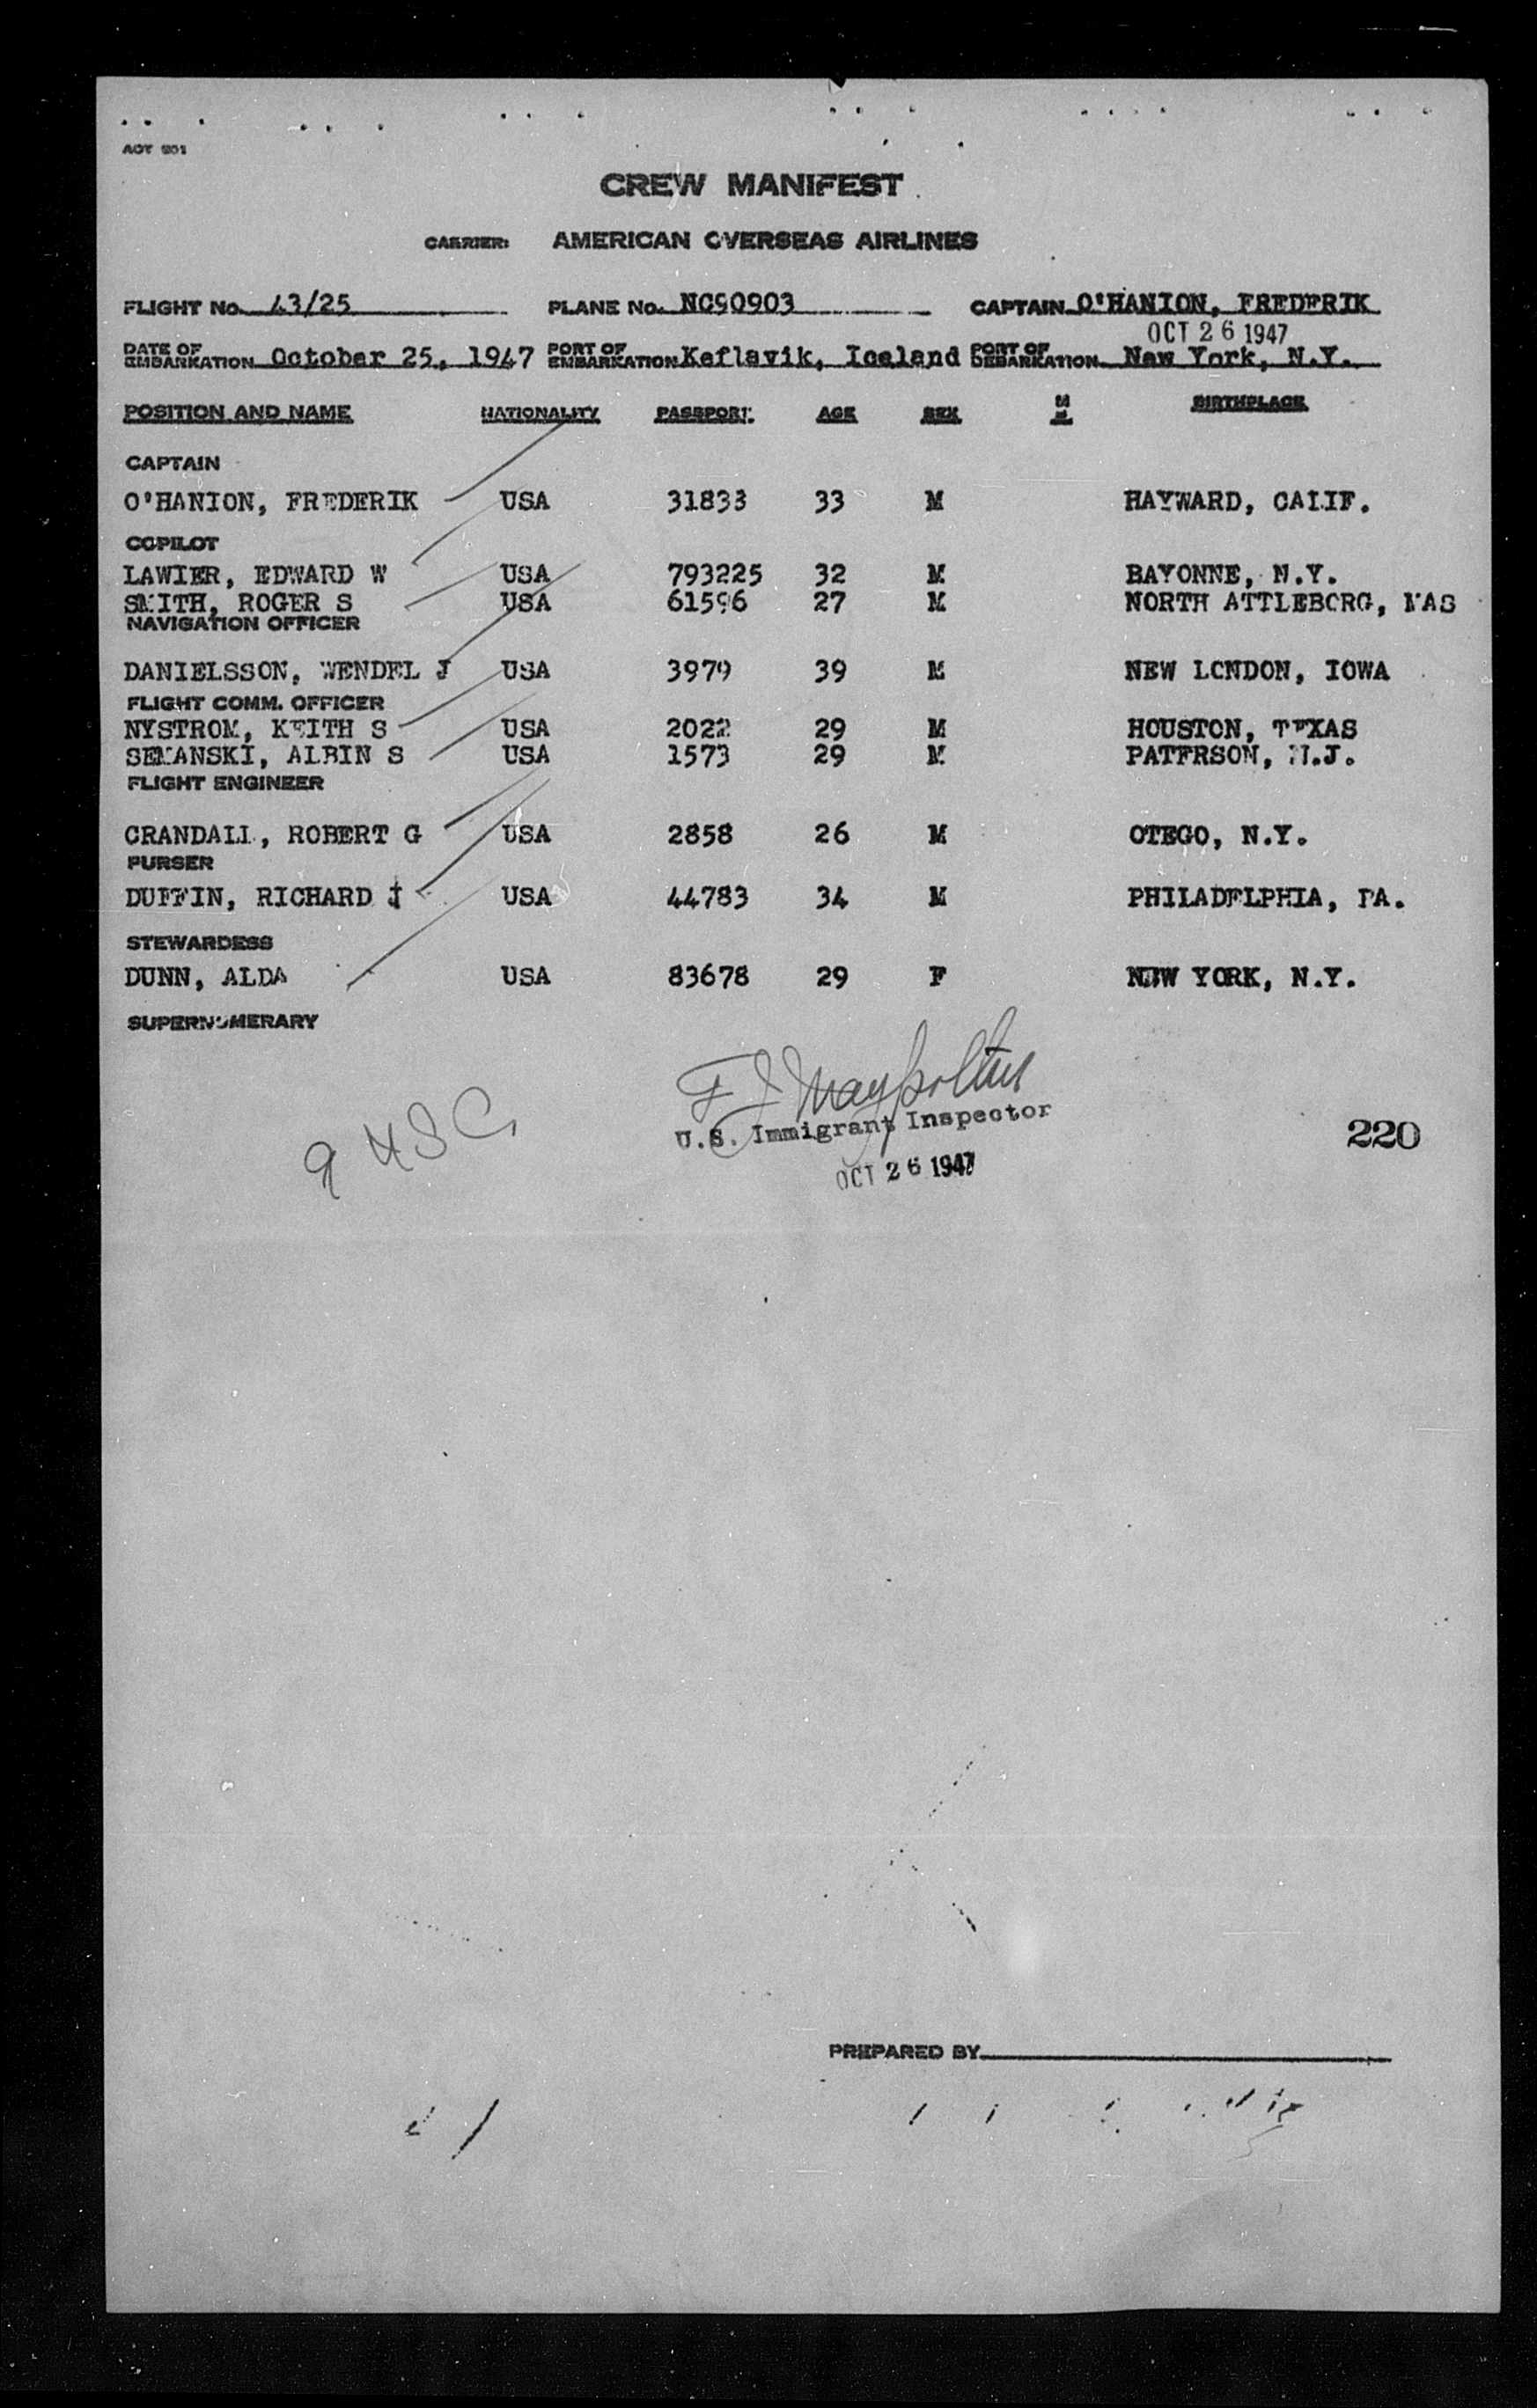 AOT 901
CREW MANIFEST
CARRIER: AMERICAN OVERSEAS AIRLINES
FLIGHT No. 43/25 PLANE No. NC90903 CAPTAIN O'HANION, FREDERIK
OCT 26 1947
DATE OF EMBARKATION October 25, 1947 PORT OF EMBARKATION Keflavik, Iceland PORT OF DEBARKATION New York, N.Y.
POSITION AND NAME NATIONALITY PASSPORT AGE SEX BIRTHPLACE
CAPTAIN
O'HANION, FREDERIK USA 31833 33 M HAYWARD, CALIF.
COPILOT
LAWIER, EDWARD W USA 793225 32 M BAYONNE, N.Y.
SMITH, ROGER S USA 61596 27 M NORTH ATTLEBORG, MAS
NAVIGATION OFFICER
DANIELSSON, WENDEL J USA 3979 39 M NEW LONDON, IOWA
FLIGHT COMM. OFFICER
NYSTROM, KEITH S USA 2022 29 M HOUSTON, TEXAS
SEMANSKI, ALBIN S USA 1573 29 M PATERSON, N.J.
FLIGHT ENGINEER
CRANDALL, ROBERT G USA 2858 26 M OTEGO, N.Y.
PURSER
DUFFIN, RICHARD J USA 44783 34 M PHILADELPHIA, PA.
STEWARDESS
DUNN, ALDA USA 83678 29 F NEW YORK, N.Y.
SUPERNUMERARY
F J
U.S. Immigrant Inspector
OCT 26 1947
220
PREPARED BY